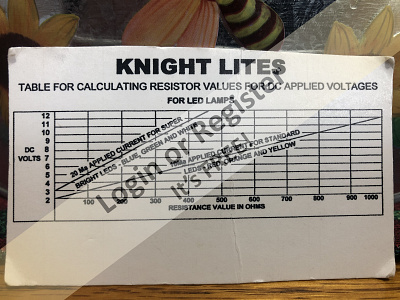 KNIGHT LITES
TABLE FOR CALCULATING RESISTOR VALUES FOR DC APPLIED VOLTAGES
FOR LED LAMPS
12
11
10
9
8
7
6
5
4
3
2
DC
VOLTS
20 Ma APPLIED CURRENT FOR SUPER
BRIGHT LEDS - BLUE, GREEN AND WHITE
APPLIED CURRENT FOR STANDARD
LEDS RED, ORANGE AND YELLOW
100 200 300 400 500 600 700 800 900 1000
RESISTANCE VALUE IN OHMS
Login Or Register
It's Free!